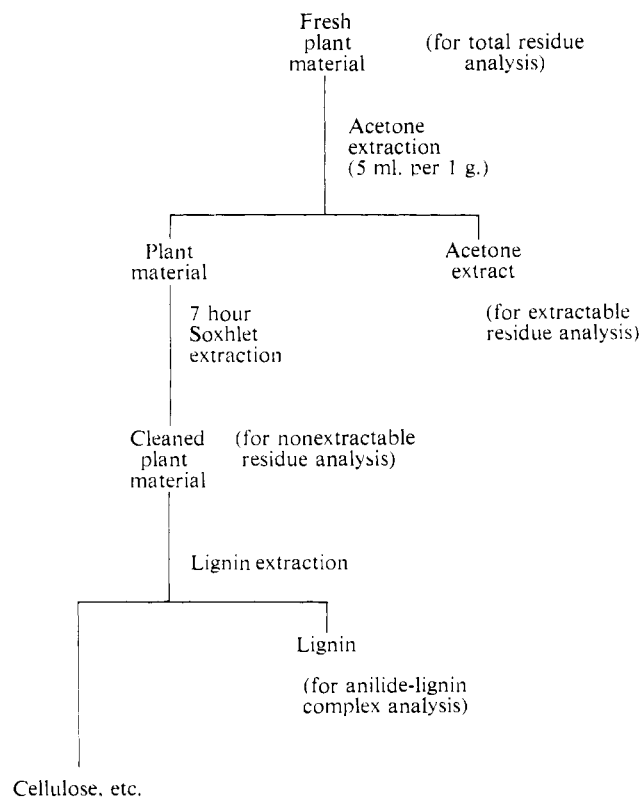 Fresh
plant
material
(for total residue
analysis)
Acetone
extraction
(5 ml. per 1 g.)
Plant
material
Acetone
extract
7 hour
Soxhlet
extraction
(for extractable
residue analysis)
Cleaned
plant
material
(for nonextractable
residue analysis)
Lignin extraction
Lignin
(for anilide-lignin
complex analysis)
Cellulose, etc.